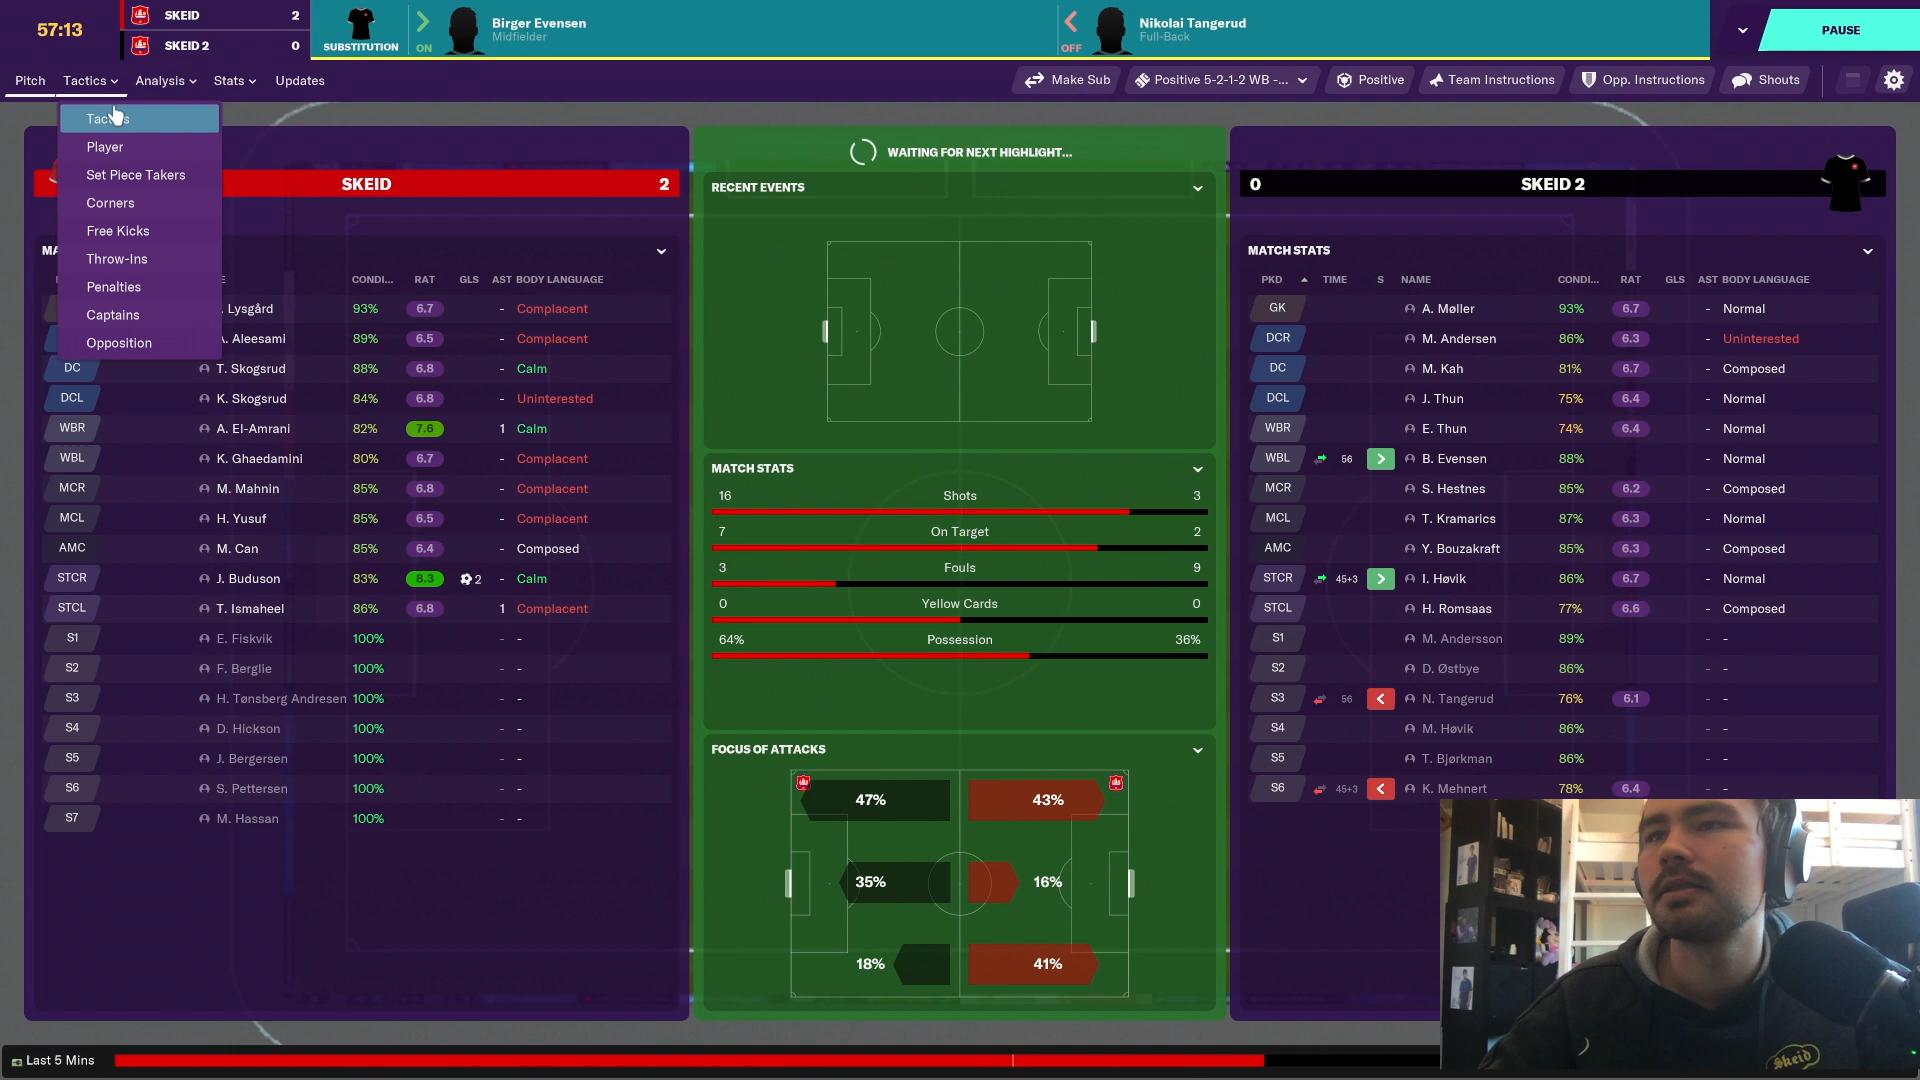 57:13
SKEID 2
SKEID 2 0
SUBSTITUTION
ON
Birger Evensen
Midfielder
OFF
Nikolai Tangerud
Full-Back
PAUSE
Pitch Tactics Analysis Stats Updates
Make Sub Positive 5-2-1-2 WB -... Positive Team Instructions Opp. Instructions Shouts
Player
Set Piece Takers
Corners
Free Kicks
Throw-Ins
Penalties
Captains
Opposition
SKEID 2
CONDI... RAT GLS AST BODY LANGUAGE
Lysgård 93% 6.7 - Complacent
Aleesami 89% 6.5 - Complacent
DC T. Skogsrud 88% 6.8 - Calm
DCL K. Skogsrud 84% 6.8 - Uninterested
WBR A. El-Amrani 82% 7.6 1 Calm
WBL K. Ghaedamini 80% 6.7 - Complacent
MCR M. Mahnin 85% 6.8 - Complacent
MCL H. Yusuf 85% 6.5 - Complacent
AMC M. Can 85% 6.4 - Composed
STCR J. Buduson 83% 8.3 2 - Calm
STCL T. Ismaheel 86% 6.8 1 Complacent
S1 E. Fiskvik 100% - -
S2 F. Berglie 100% - -
S3 H. Tønsberg Andresen 100% - -
S4 D. Hickson 100% - -
S5 J. Bergersen 100% - -
S6 S. Pettersen 100% - -
S7 M. Hassan 100% - -
WAITING FOR NEXT HIGHLIGHT...
RECENT EVENTS
MATCH STATS
16 Shots 3
7 On Target 2
3 Fouls 9
0 Yellow Cards 0
64% Possession 36%
FOCUS OF ATTACKS
47% 43%
35% 16%
18% 41%
0 SKEID 2
MATCH STATS
PKD TIME S NAME CONDI... RAT GLS AST BODY LANGUAGE
GK A. Møller 93% 6.7 - Normal
DCR M. Andersen 86% 6.3 - Uninterested
DC M. Kah 81% 6.7 - Composed
DCL J. Thun 75% 6.4 - Normal
WBR E. Thun 74% 6.4 - Normal
WBL 56 B. Evensen 88% - Normal
MCR S. Hestnes 85% 6.2 - Composed
MCL T. Kramarics 87% 6.3 - Normal
AMC Y. Bouzakraft 85% 6.3 - Composed
STCR 45+3 I. Høvik 86% 6.7 - Normal
STCL H. Romsaas 77% 6.6 - Composed
S1 M. Andersson 89% - -
S2 D. Østbye 86% - -
S3 56 N. Tangerud 76% 6.1 - -
S4 M. Høvik 86% - -
S5 T. Bjørkman 86% - -
S6 45+3 K. Mehnert 78% 6.4 - -
Last 5 Mins
Skeid